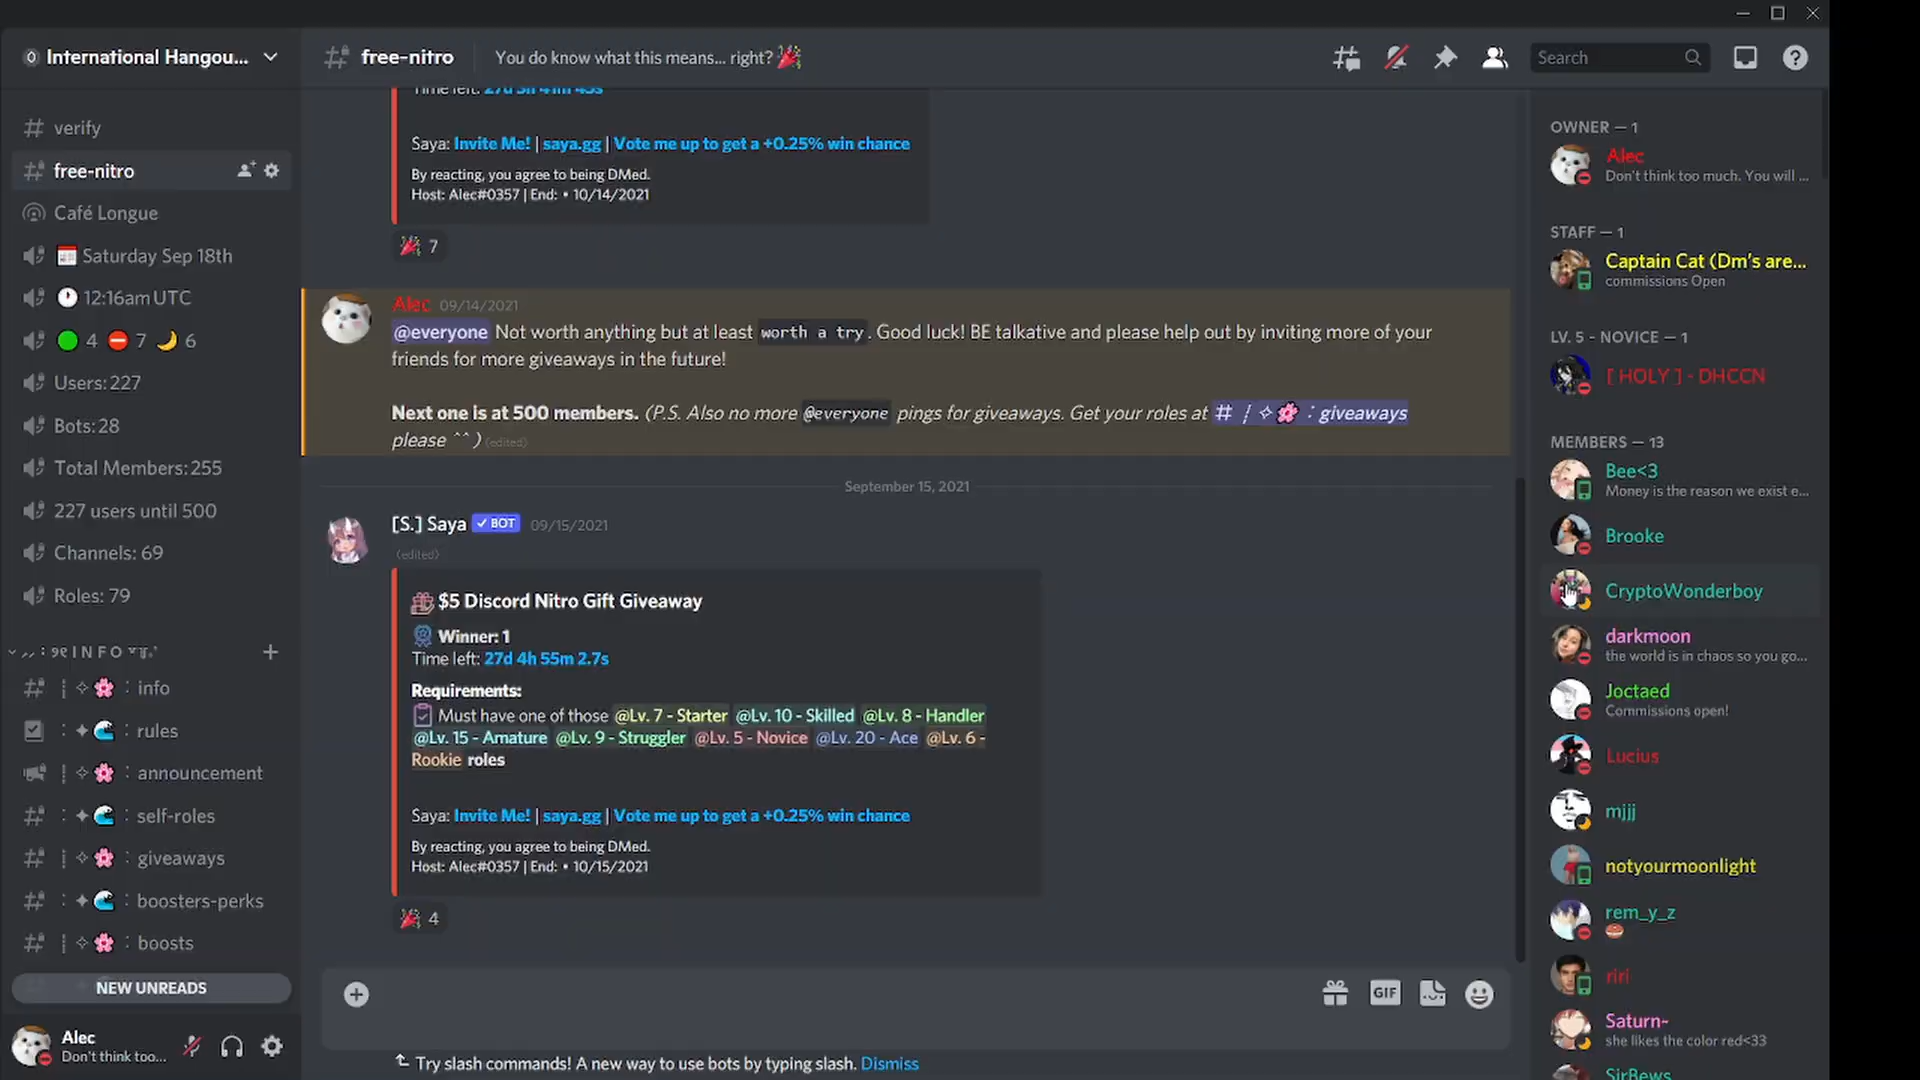 International Hangou...
verify
free-nitro
Café Longue
Saturday Sep 18th
12:16am UTC
4 7 6
Users: 227
Bots: 28
Total Members: 255
227 users until 500
Channels: 69
Roles: 79
INFO
info
rules
announcement
self-roles
giveaways
boosters-perks
boosts
NEW UNREADS
Alec
Don't think too...
free-nitro
You do know what this means... right?
Search
Saya: Invite Me! | saya.gg | Vote me up to get a +0.25% win chance
By reacting, you agree to being DMed.
Host: Alec#0357 | End: • 10/14/2021
7
Alec 09/14/2021
@everyone Not worth anything but at least worth a try. Good luck! BE talkative and please help out by inviting more of your
friends for more giveaways in the future!
Next one is at 500 members. (P.S. Also no more @everyone pings for giveaways. Get your roles at # ⁞ ✧🌸 : giveaways
please ^^ ) (edited)
September 15, 2021
[S.] Saya ✓ BOT 09/15/2021
(edited)
$5 Discord Nitro Gift Giveaway
Winner: 1
Time left: 27d 4h 55m 2.7s
Requirements:
Must have one of those @Lv. 7 - Starter @Lv. 10 - Skilled @Lv. 8 - Handler
@Lv. 15 - Amature @Lv. 9 - Struggler @Lv. 5 - Novice @Lv. 20 - Ace @Lv. 6 -
Rookie roles
Saya: Invite Me! | saya.gg | Vote me up to get a +0.25% win chance
By reacting, you agree to being DMed.
Host: Alec#0357 | End: • 10/15/2021
4
GIF
Try slash commands! A new way to use bots by typing slash. Dismiss
OWNER — 1
Alec
Don't think too much. You will ...
STAFF — 1
Captain Cat (Dm's are...
commissions Open
LV. 5 - NOVICE — 1
[ HOLY ] - DHCCN
MEMBERS — 13
Bee<3
Money is the reason we exist e...
Brooke
CryptoWonderboy
darkmoon
the world is in chaos so you go...
Joctaed
Commissions open!
Lucius
mjjj
notyourmoonlight
rem_y_z
riri
Saturn~
she likes the color red<33
SirBews